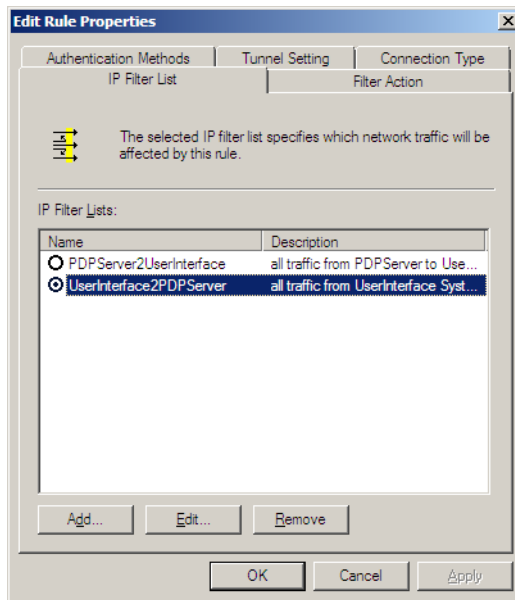 Edit Rule Properties
Authentication Methods Tunnel Setting Connection Type
IP Filter List Filter Action
The selected IP filter list specifies which network traffic will be
affected by this rule.
IP Filter Lists:
Name Description
PDPServer2UserInterface all traffic from PDPServer to Use...
UserInterface2PDPServer all traffic from UserInterface Syst...
Add... Edit... Remove
OK Cancel Apply